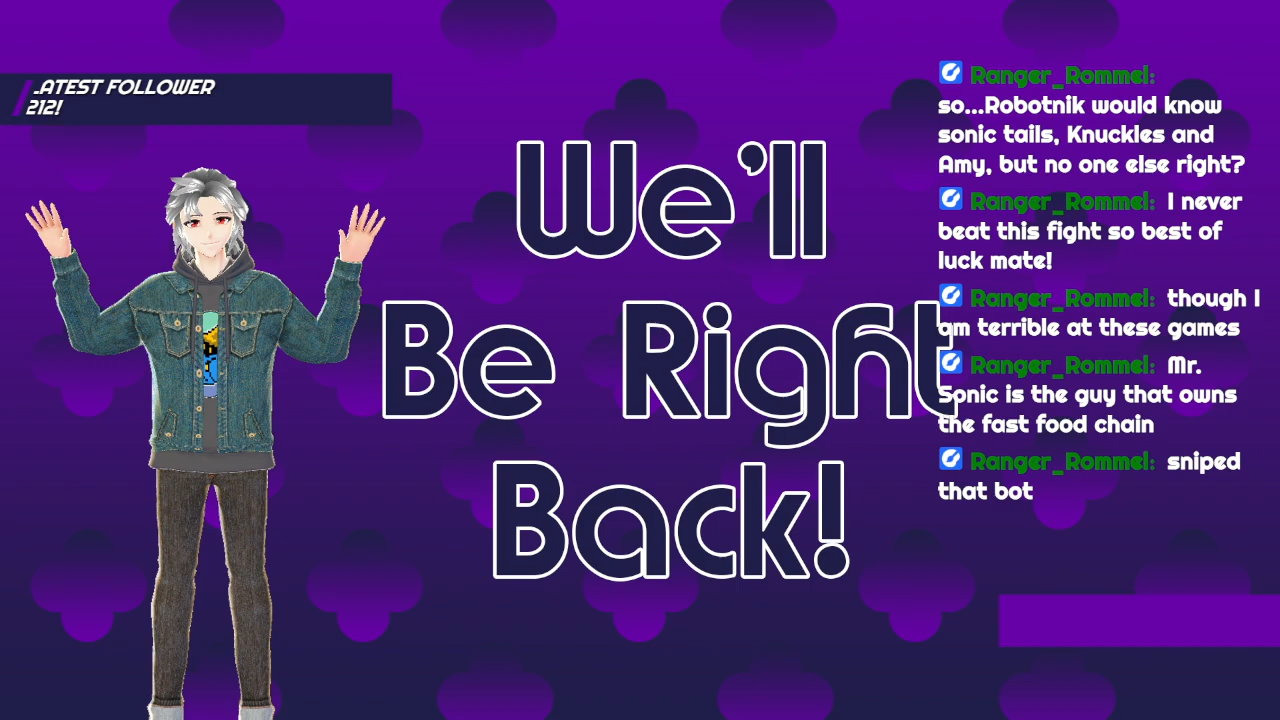 .ATEST FOLLOWER
212!
We'll
Be Right
Back!
Ranger_Rommel:
so...Robotnik would know
sonic tails, Knuckles and
Amy, but no one else right?
Ranger_Rommel: I never
beat this fight so best of
luck mate!
Ranger_Rommel: though I
am terrible at these games
Ranger_Rommel: Mr.
Sonic is the guy that owns
the fast food chain
Ranger_Rommel: sniped
that bot